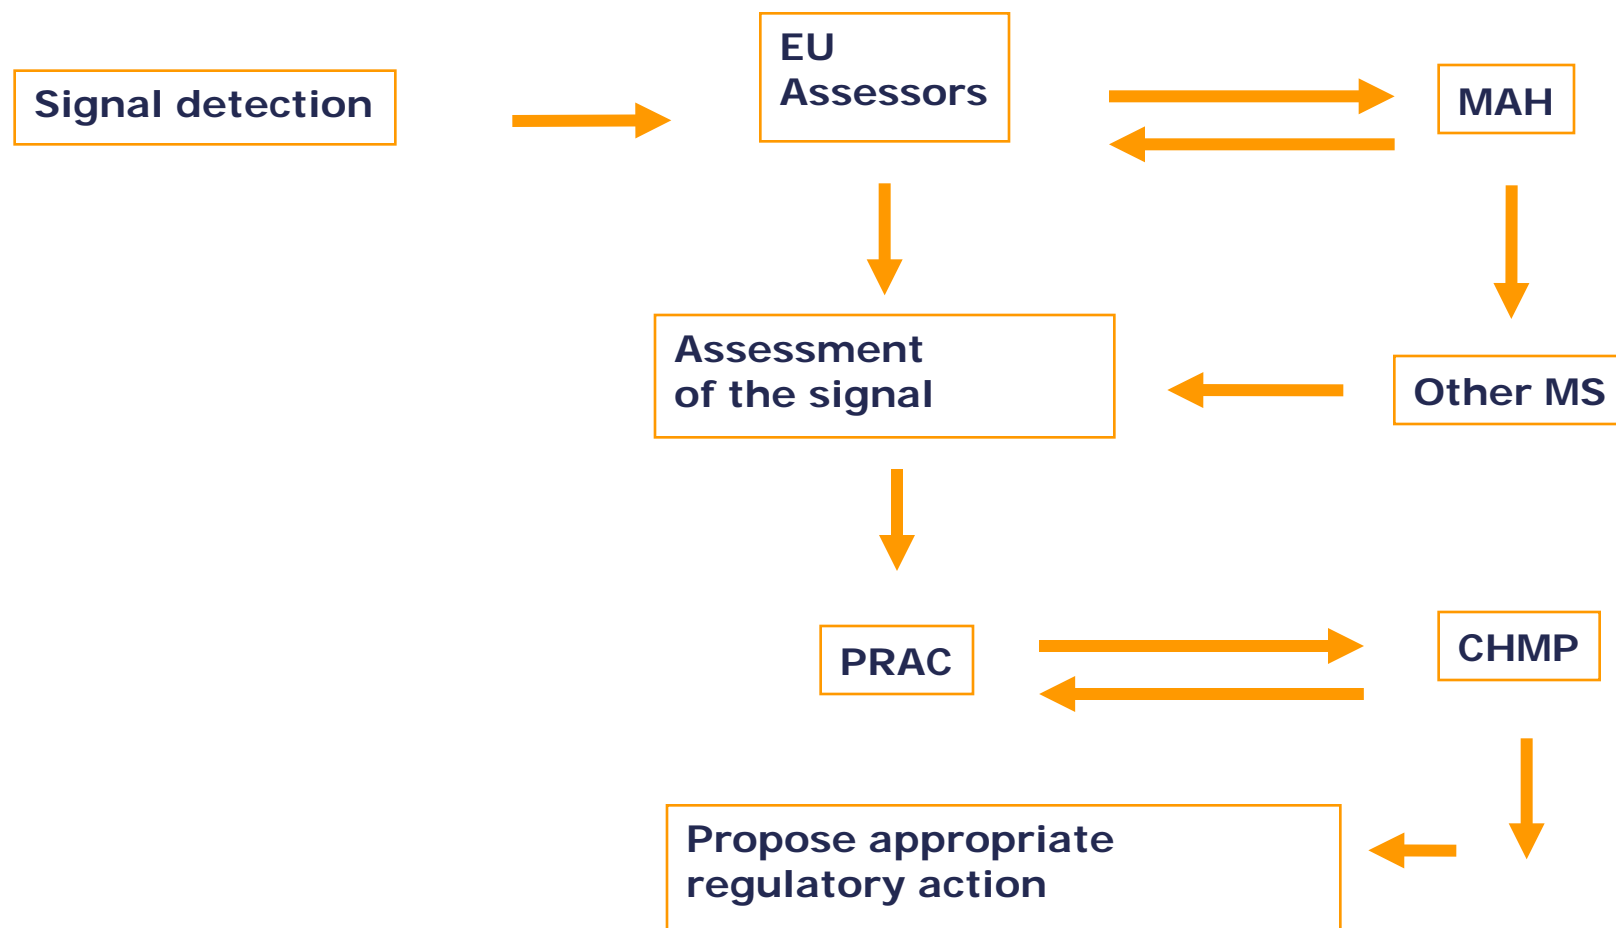 Signal detection
EU
Assessors
MAH
Assessment
of the signal
Other MS
PRAC
CHMP
Propose appropriate
regulatory action